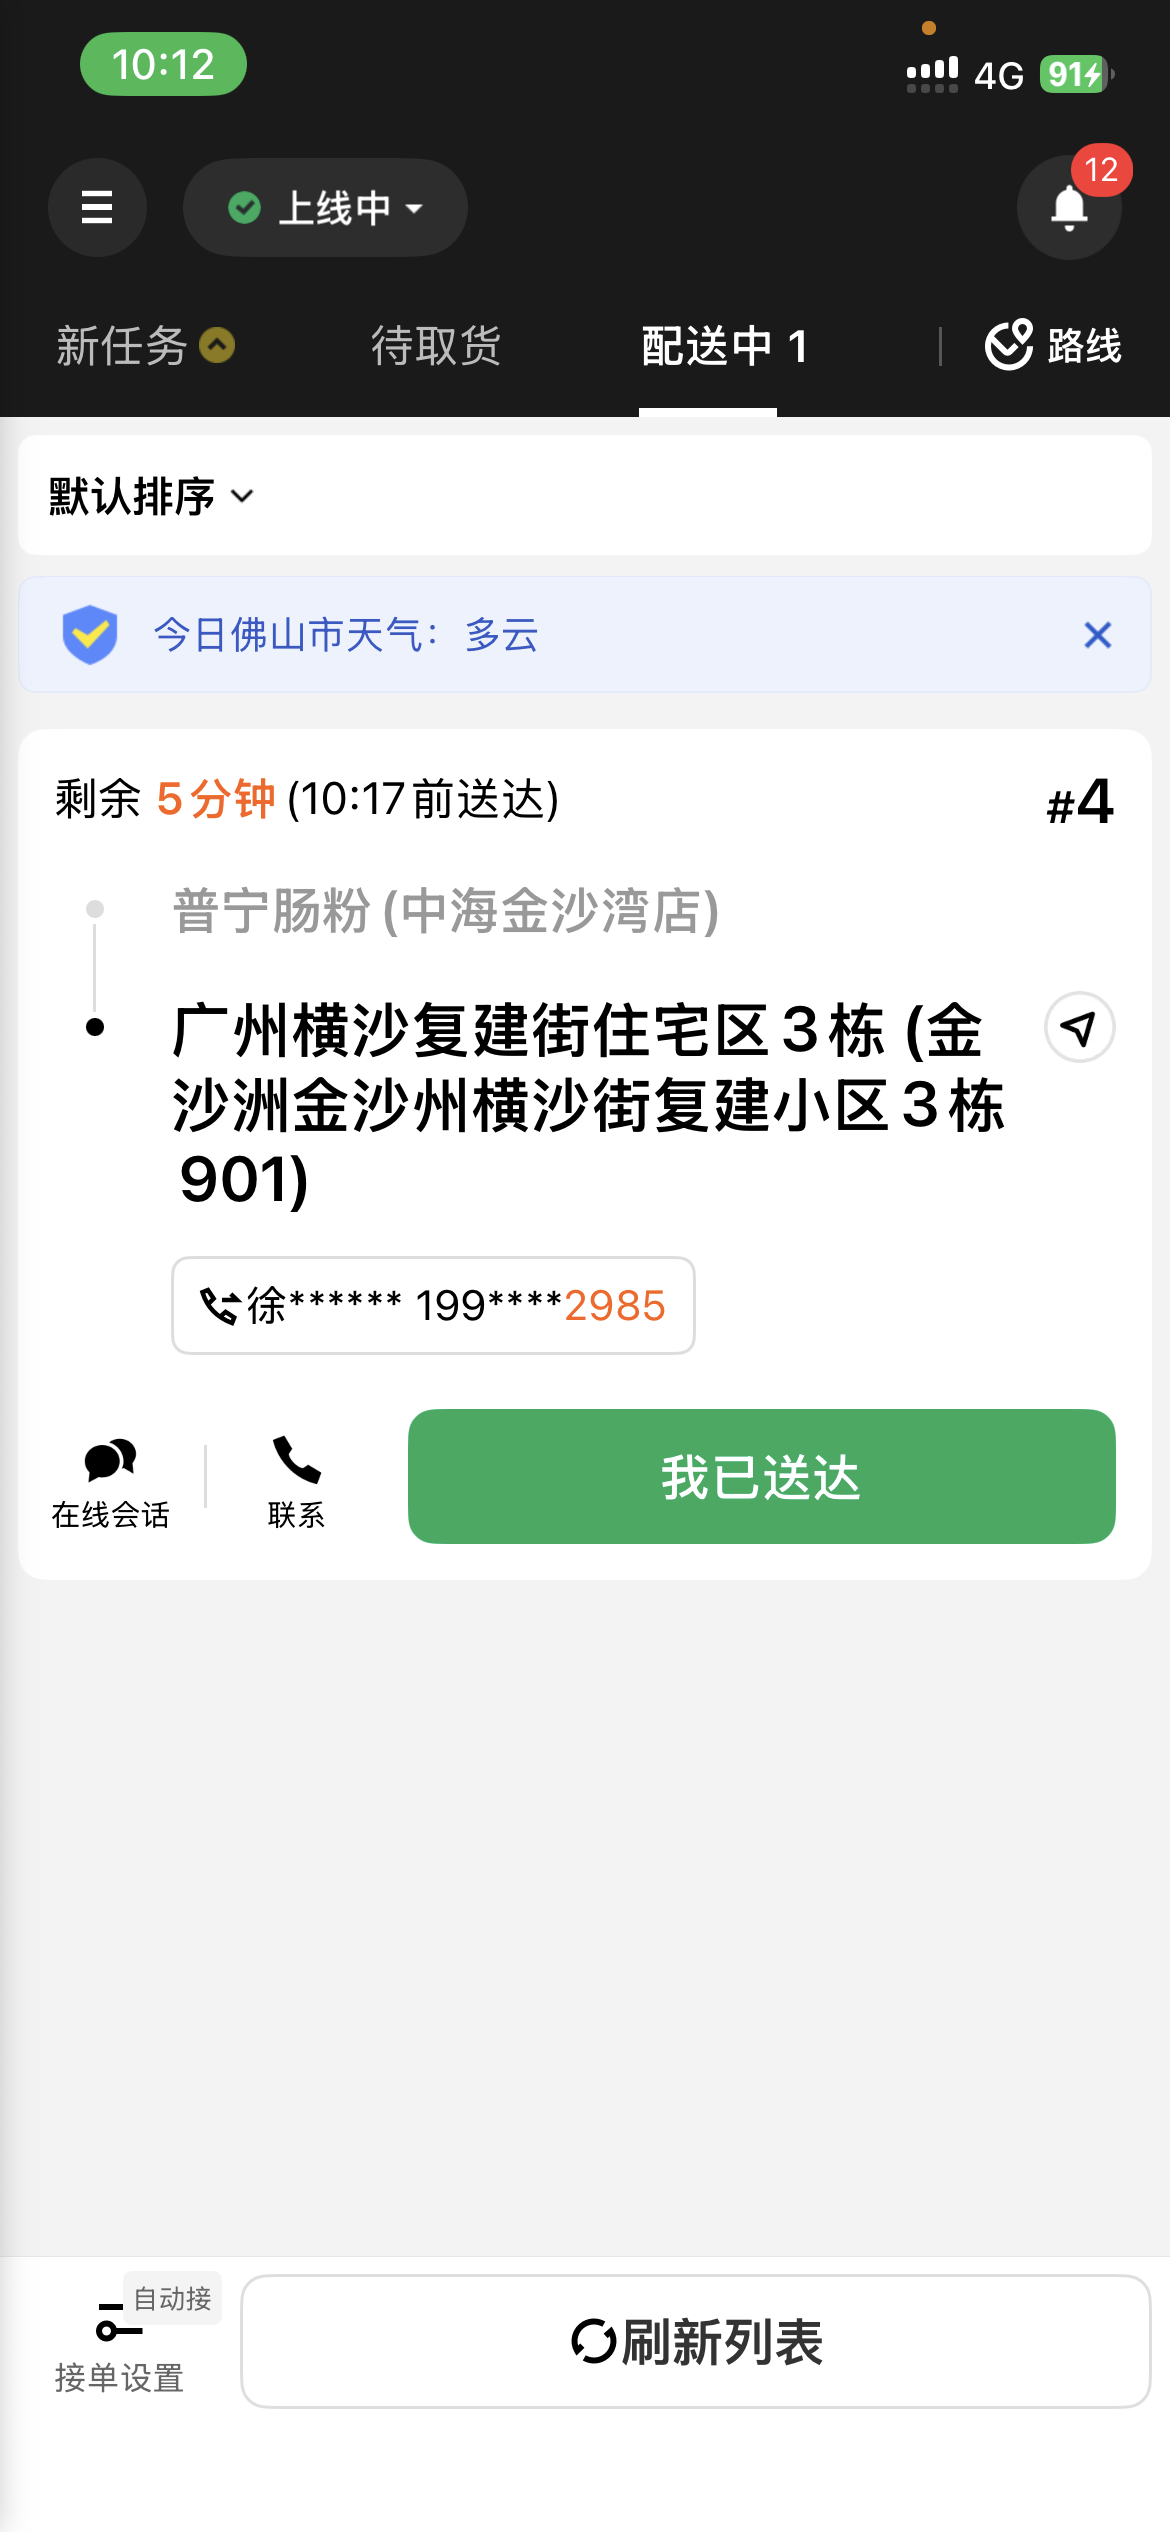 10:12
4G 91
上线中
12
新任务 待取货 配送中 1 路线
默认排序
今日佛山市天气：多云
剩余 5分钟 (10:17前送达)
#4
普宁肠粉 (中海金沙湾店)
广州横沙复建街住宅区3栋 (金
沙洲金沙州横沙街复建小区3栋
901)
徐****** 199****2985
在线会话
联系
我已送达
自动接
接单设置
刷新列表